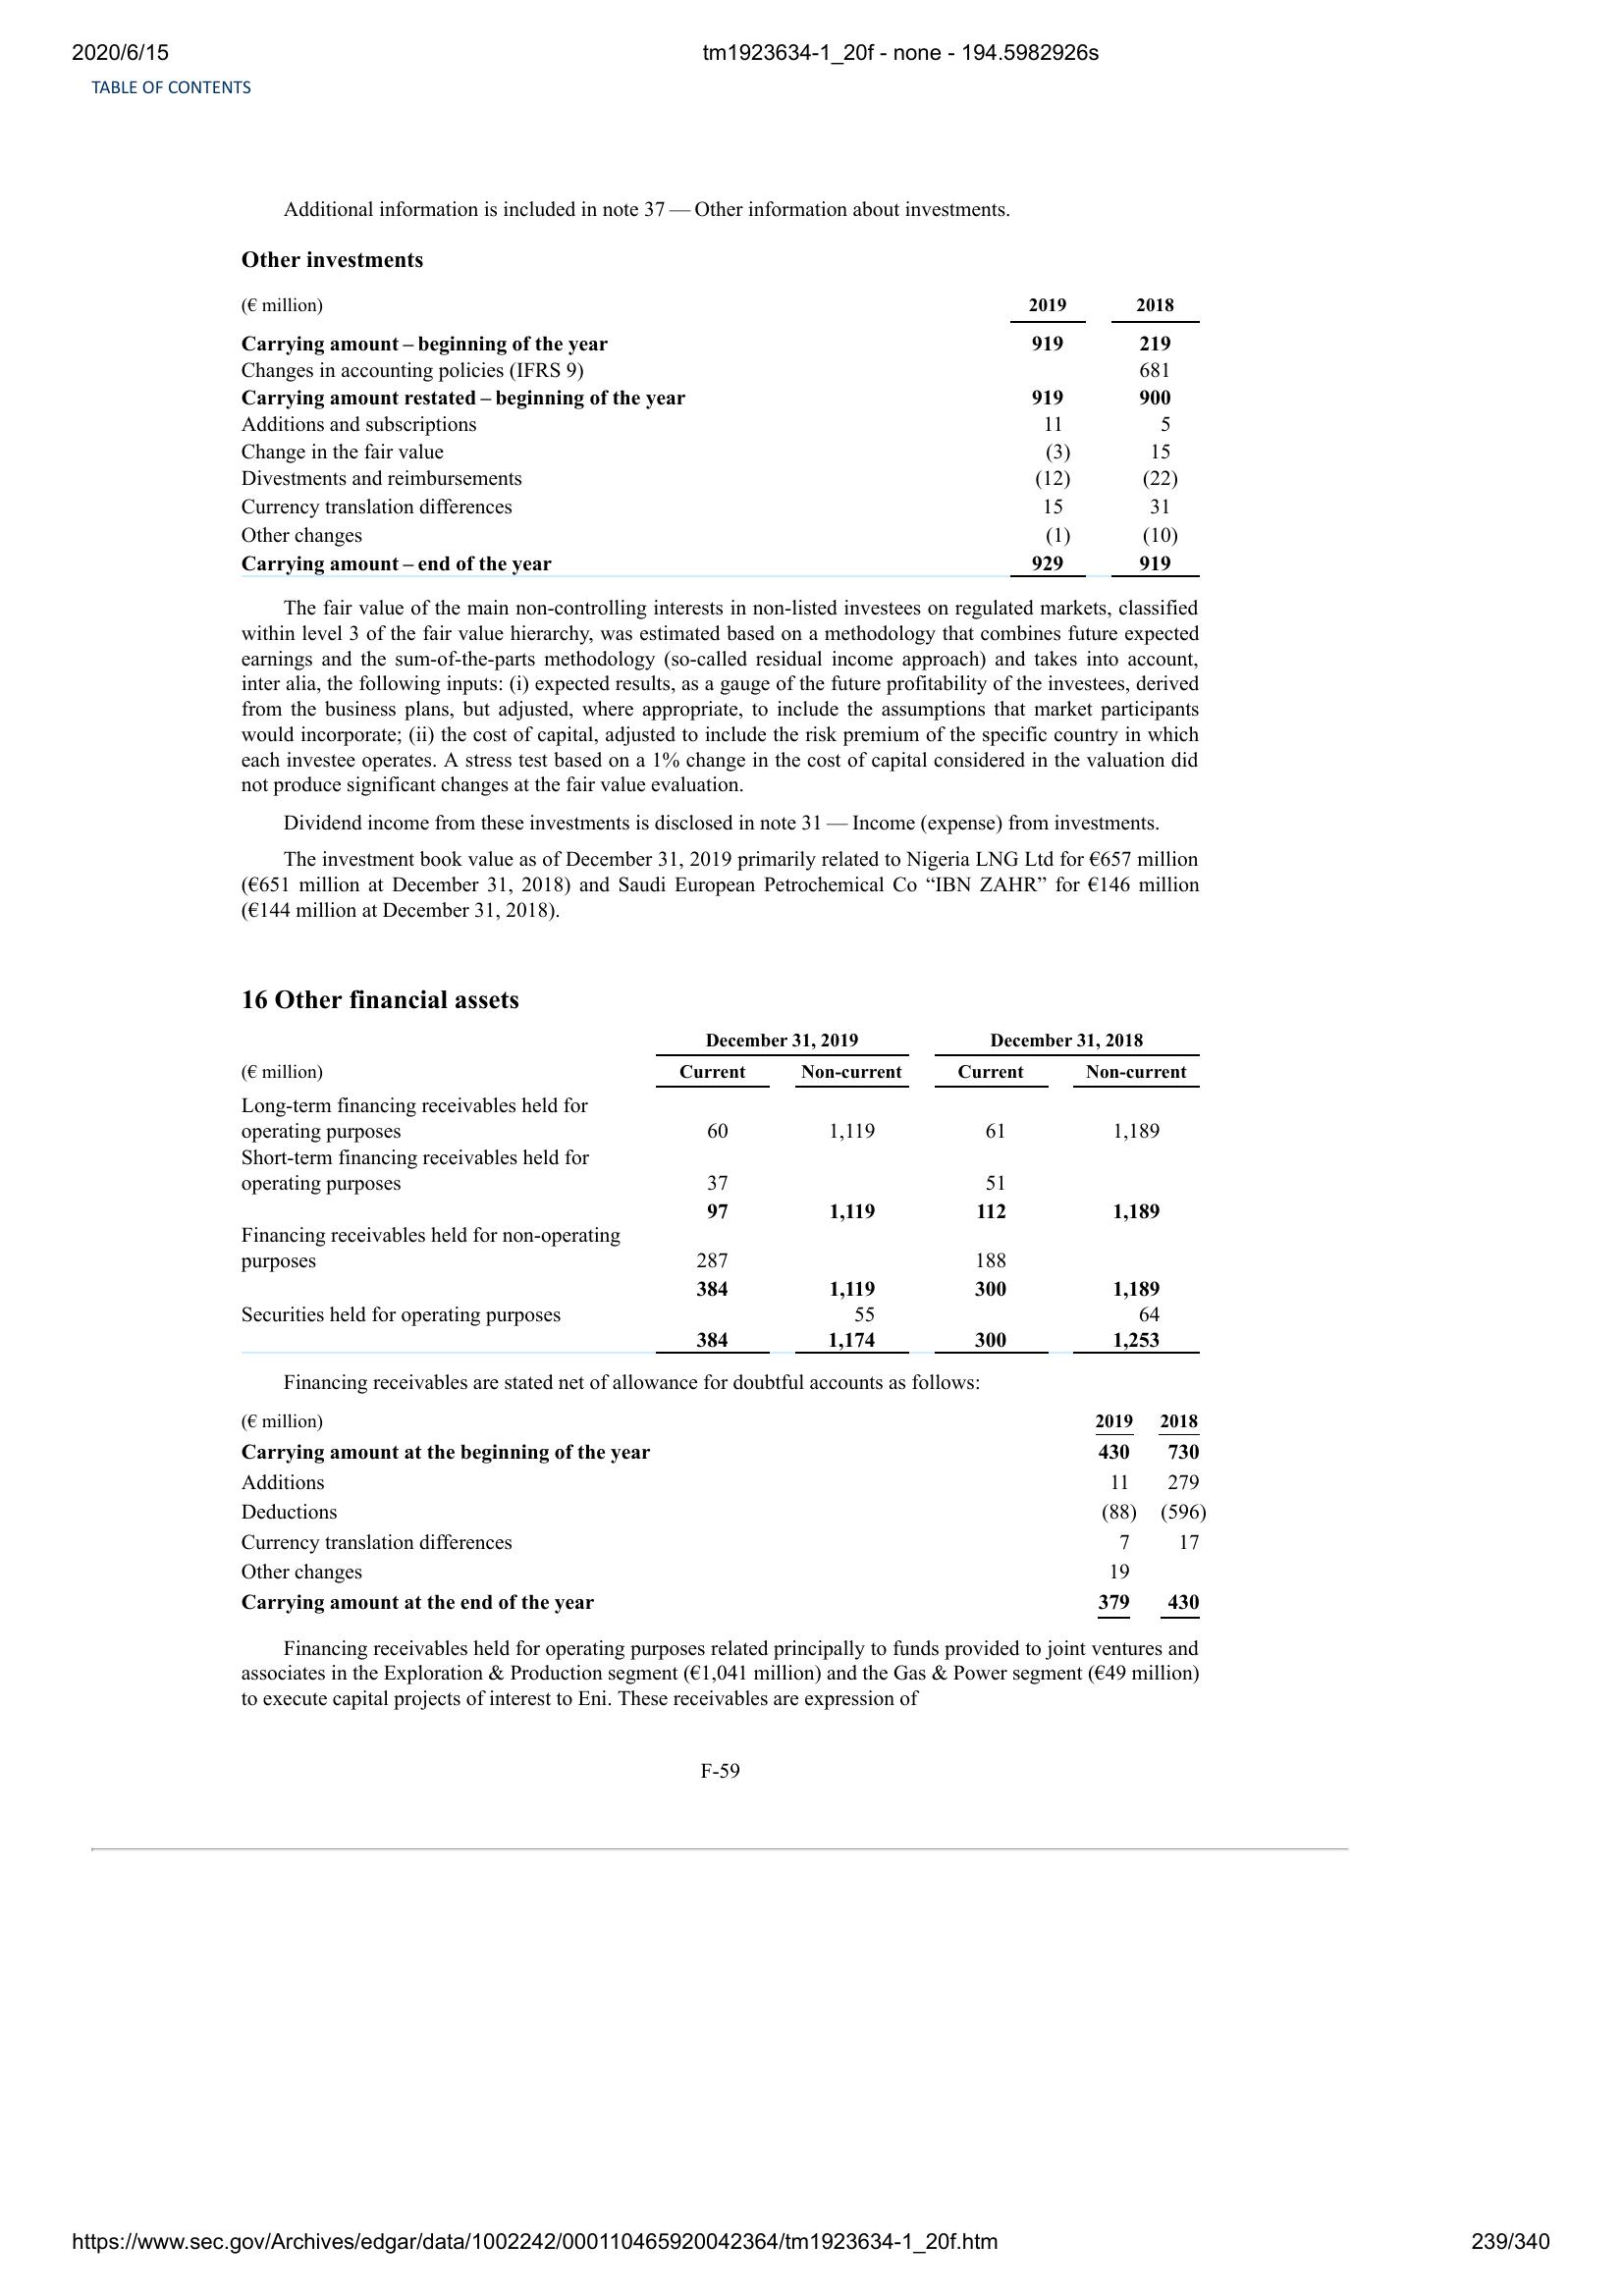 2020/6/15 tm1923634-1_20f - none - 194.5982926s
TABLE OF CONTENTS
Additional information is included in note 37 — Other information about investments.
Other investments
(€ million) 2019 2018
Carrying amount – beginning of the year 919 219
Changes in accounting policies (IFRS 9) 681
Carrying amount restated – beginning of the year 919 900
Additions and subscriptions 11 5
Change in the fair value (3) 15
Divestments and reimbursements (12) (22)
Currency translation differences 15 31
Other changes (1) (10)
Carrying amount – end of the year 929 919
The fair value of the main non-controlling interests in non-listed investees on regulated markets, classified
within level 3 of the fair value hierarchy, was estimated based on a methodology that combines future expected
earnings and the sum-of-the-parts methodology (so-called residual income approach) and takes into account,
inter alia, the following inputs: (i) expected results, as a gauge of the future profitability of the investees, derived
from the business plans, but adjusted, where appropriate, to include the assumptions that market participants
would incorporate; (ii) the cost of capital, adjusted to include the risk premium of the specific country in which
each investee operates. A stress test based on a 1% change in the cost of capital considered in the valuation did
not produce significant changes at the fair value evaluation.
Dividend income from these investments is disclosed in note 31 — Income (expense) from investments.
The investment book value as of December 31, 2019 primarily related to Nigeria LNG Ltd for €657 million
(€651 million at December 31, 2018) and Saudi European Petrochemical Co “IBN ZAHR” for €146 million
(€144 million at December 31, 2018).
16 Other financial assets
December 31, 2019 December 31, 2018
(€ million) Current Non-current Current Non-current
Long-term financing receivables held for
operating purposes 60 1,119 61 1,189
Short-term financing receivables held for
operating purposes 37 51
97 1,119 112 1,189
Financing receivables held for non-operating
purposes 287 188
384 1,119 300 1,189
Securities held for operating purposes 55 64
384 1,174 300 1,253
Financing receivables are stated net of allowance for doubtful accounts as follows:
(€ million) 2019 2018
Carrying amount at the beginning of the year 430 730
Additions 11 279
Deductions (88) (596)
Currency translation differences 7 17
Other changes 19
Carrying amount at the end of the year 379 430
Financing receivables held for operating purposes related principally to funds provided to joint ventures and
associates in the Exploration & Production segment (€1,041 million) and the Gas & Power segment (€49 million)
to execute capital projects of interest to Eni. These receivables are expression of
F-59
https://www.sec.gov/Archives/edgar/data/1002242/000110465920042364/tm1923634-1_20f.htm 239/340